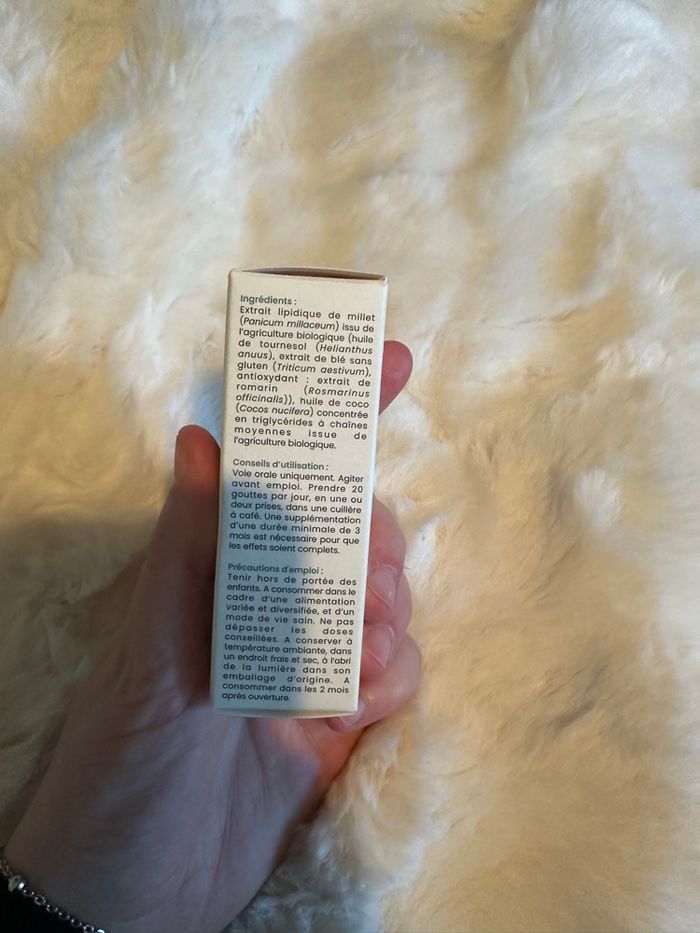 Ingrédients :
Extrait lipidique de millet
(Panicum millaceum) issu de
l'agriculture biologique (huile
de tournesol (Helianthus
anuus), extrait de blé sans
gluten (Triticum aestivum),
antioxydant : extrait de
romarin (Rosmarinus
officinalis)), huile de coco
(Cocos nucifera) concentrée
en triglycérides à chaînes
moyennes issue de
l'agriculture biologique.
Conseils d'utilisation :
Voie orale uniquement. Agiter
avant emploi. Prendre 20
gouttes par jour, en une ou
deux prises, dans une cuillère
à café. Une supplémentation
d'une durée minimale de 3
mois est nécessaire pour que
les effets soient complets.
Précautions d'emploi :
Tenir hors de portée des
enfants. A consommer dans le
cadre d'une alimentation
variée et diversifiée, et d'un
mode de vie sain. Ne pas
dépasser les doses
conseillées. A conserver à
température ambiante, dans
un endroit frais et sec, à l'abri
de la lumière dans son
emballage d'origine. A
consommer dans les 2 mois
après ouverture.